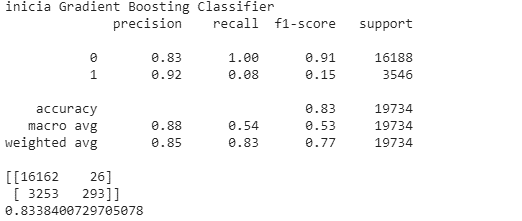 inicia Gradient Boosting Classifier
precision recall f1-score support
0 0.83 1.00 0.91 16188
1 0.92 0.08 0.15 3546
accuracy 0.83 19734
macro avg 0.88 0.54 0.53 19734
weighted avg 0.85 0.83 0.77 19734
[[16162 26]
[ 3253 293]]
0.8338400729705078